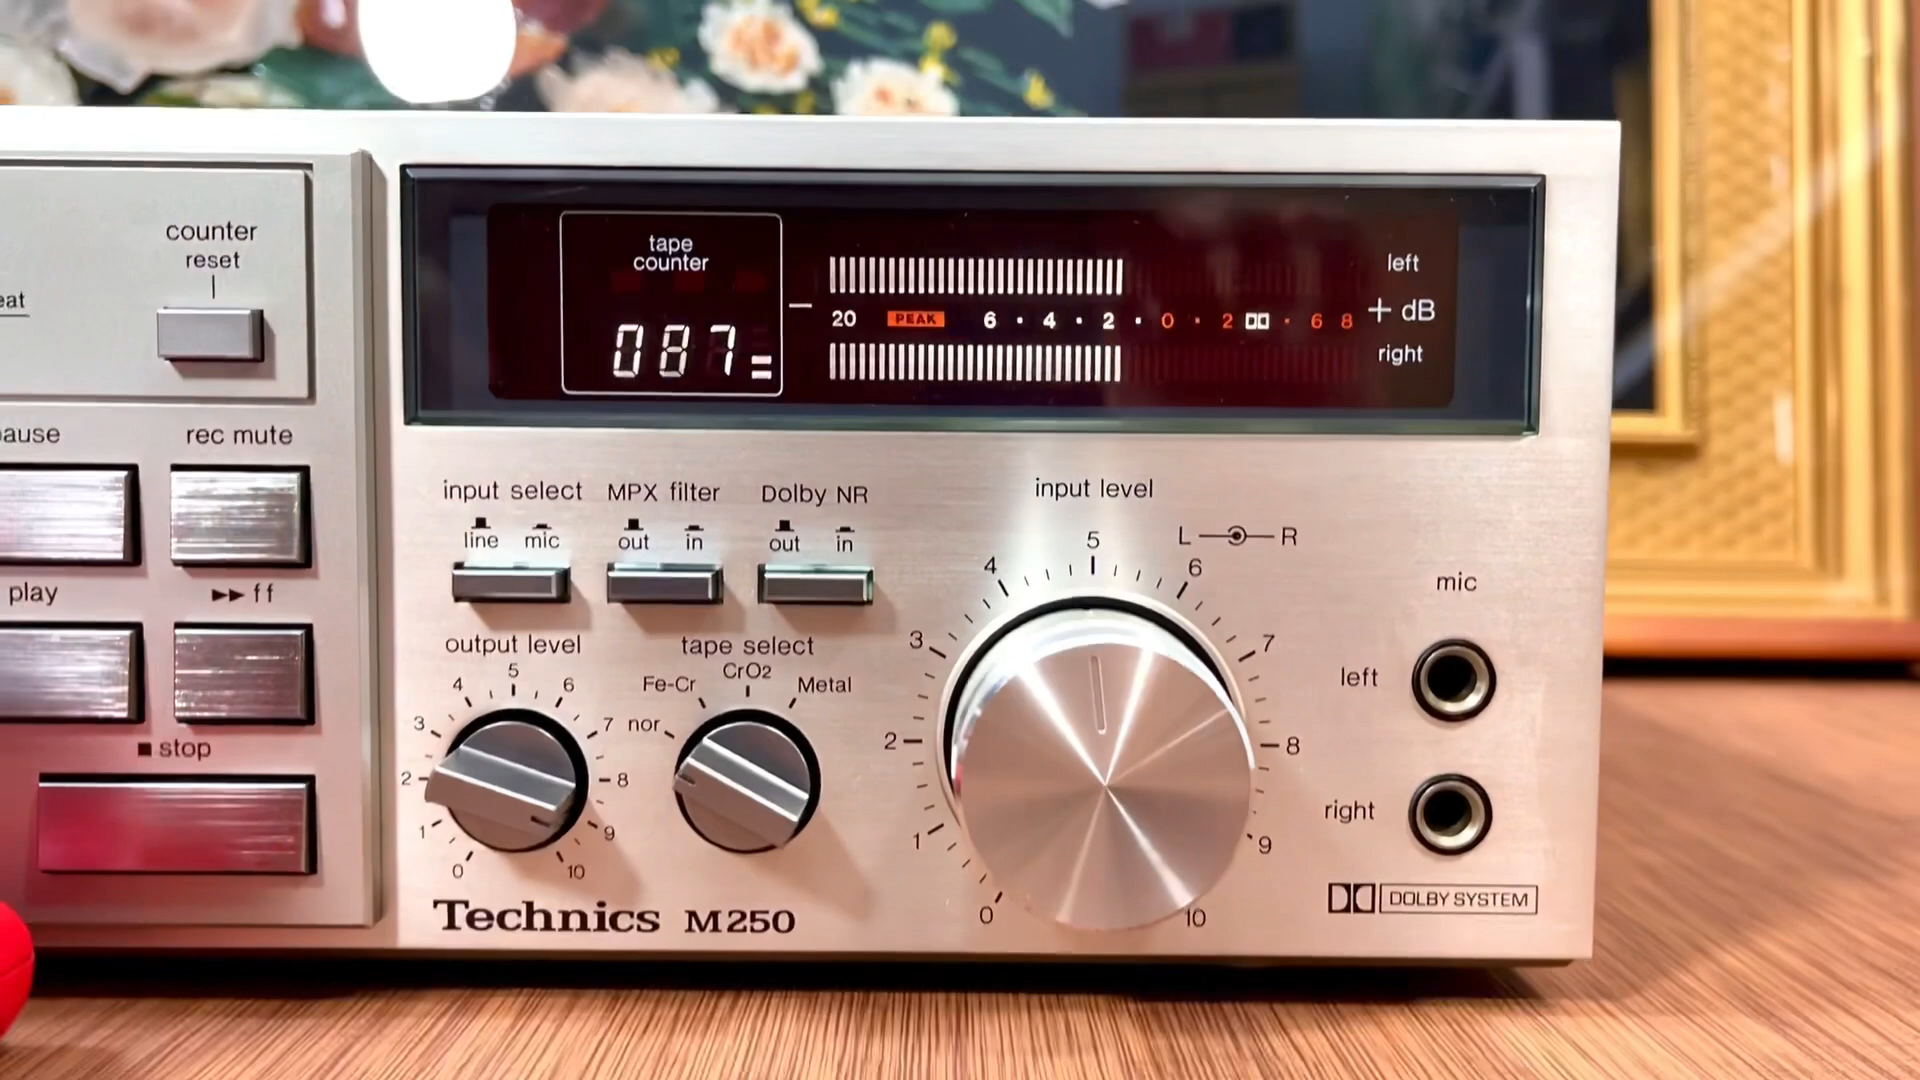 counter
reset
eat
ause
rec mute
play
▶▶ ff
■ stop
tape
counter
087
left
− 20 PEAK 6 · 4 · 2 · 0 · 2 · 6 8 + dB
right
input select
line mic
MPX filter
out in
Dolby NR
out in
input level
0 1 2 3 4 5 6 7 8 9 10
L R
output level
0 1 2 3 4 5 6 7 8 9 10
tape select
nor Fe-Cr CrO2 Metal
mic
left
right
Technics M250
DOLBY SYSTEM